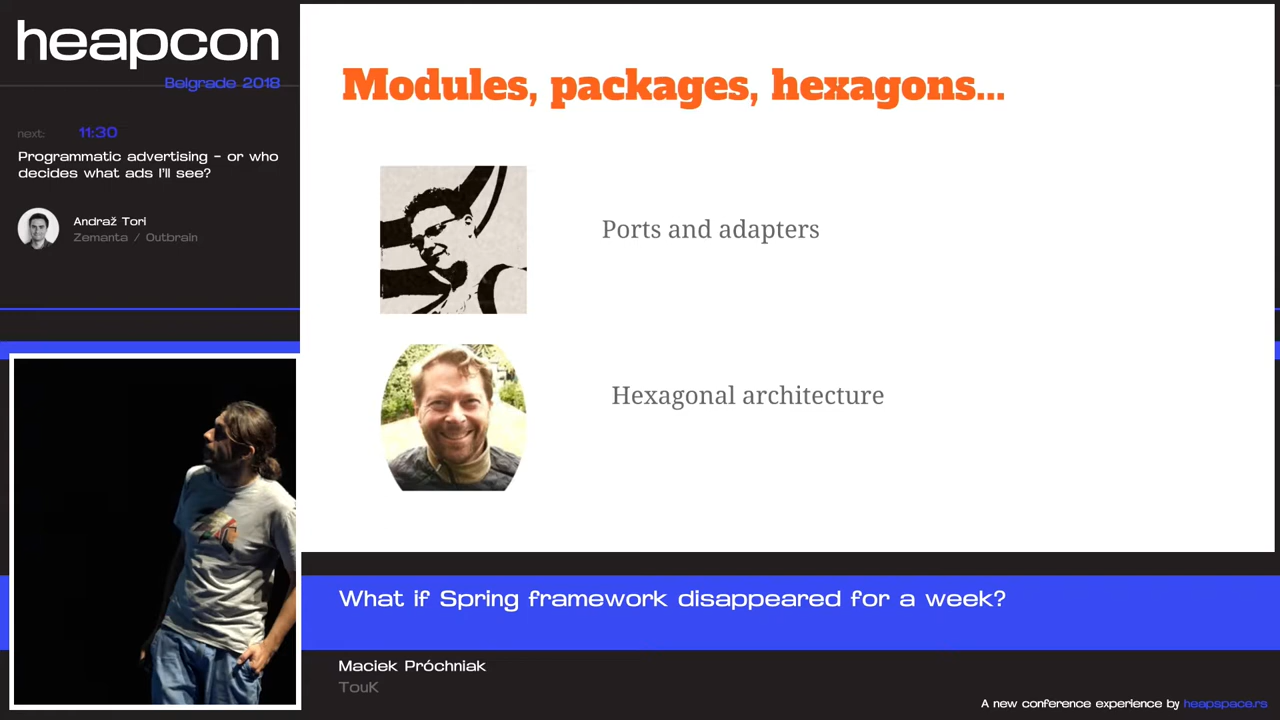 heapcon
Belgrade 2018
next: 11:30
Programmatic advertising - or who
decides what ads I'll see?
Andraž Tori
Zemanta / Outbrain
Modules, packages, hexagons...
Ports and adapters
Hexagonal architecture
What if Spring framework disappeared for a week?
Maciek Próchniak
TouK
A new conference experience by heapspace.rs